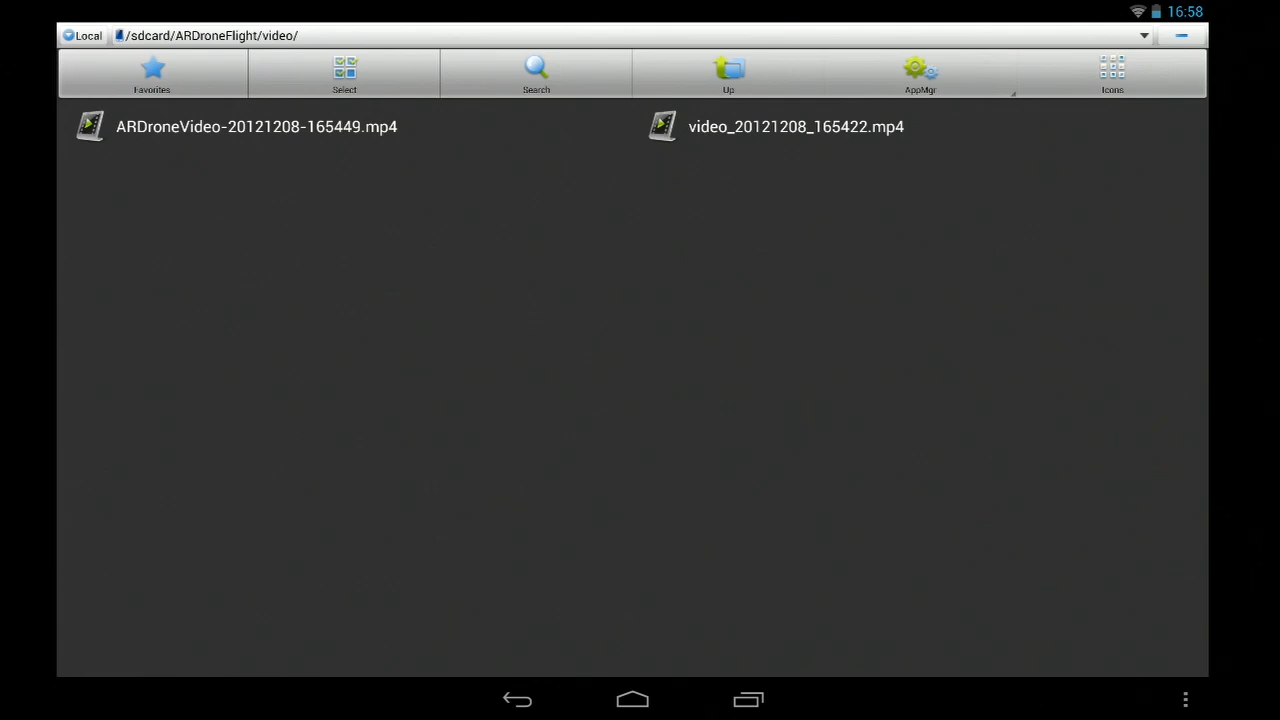 16:58
Local /sdcard/ARDroneFlight/video/
Favorites Select Search Up AppMgr Icons
ARDroneVideo-20121208-165449.mp4 video_20121208_165422.mp4